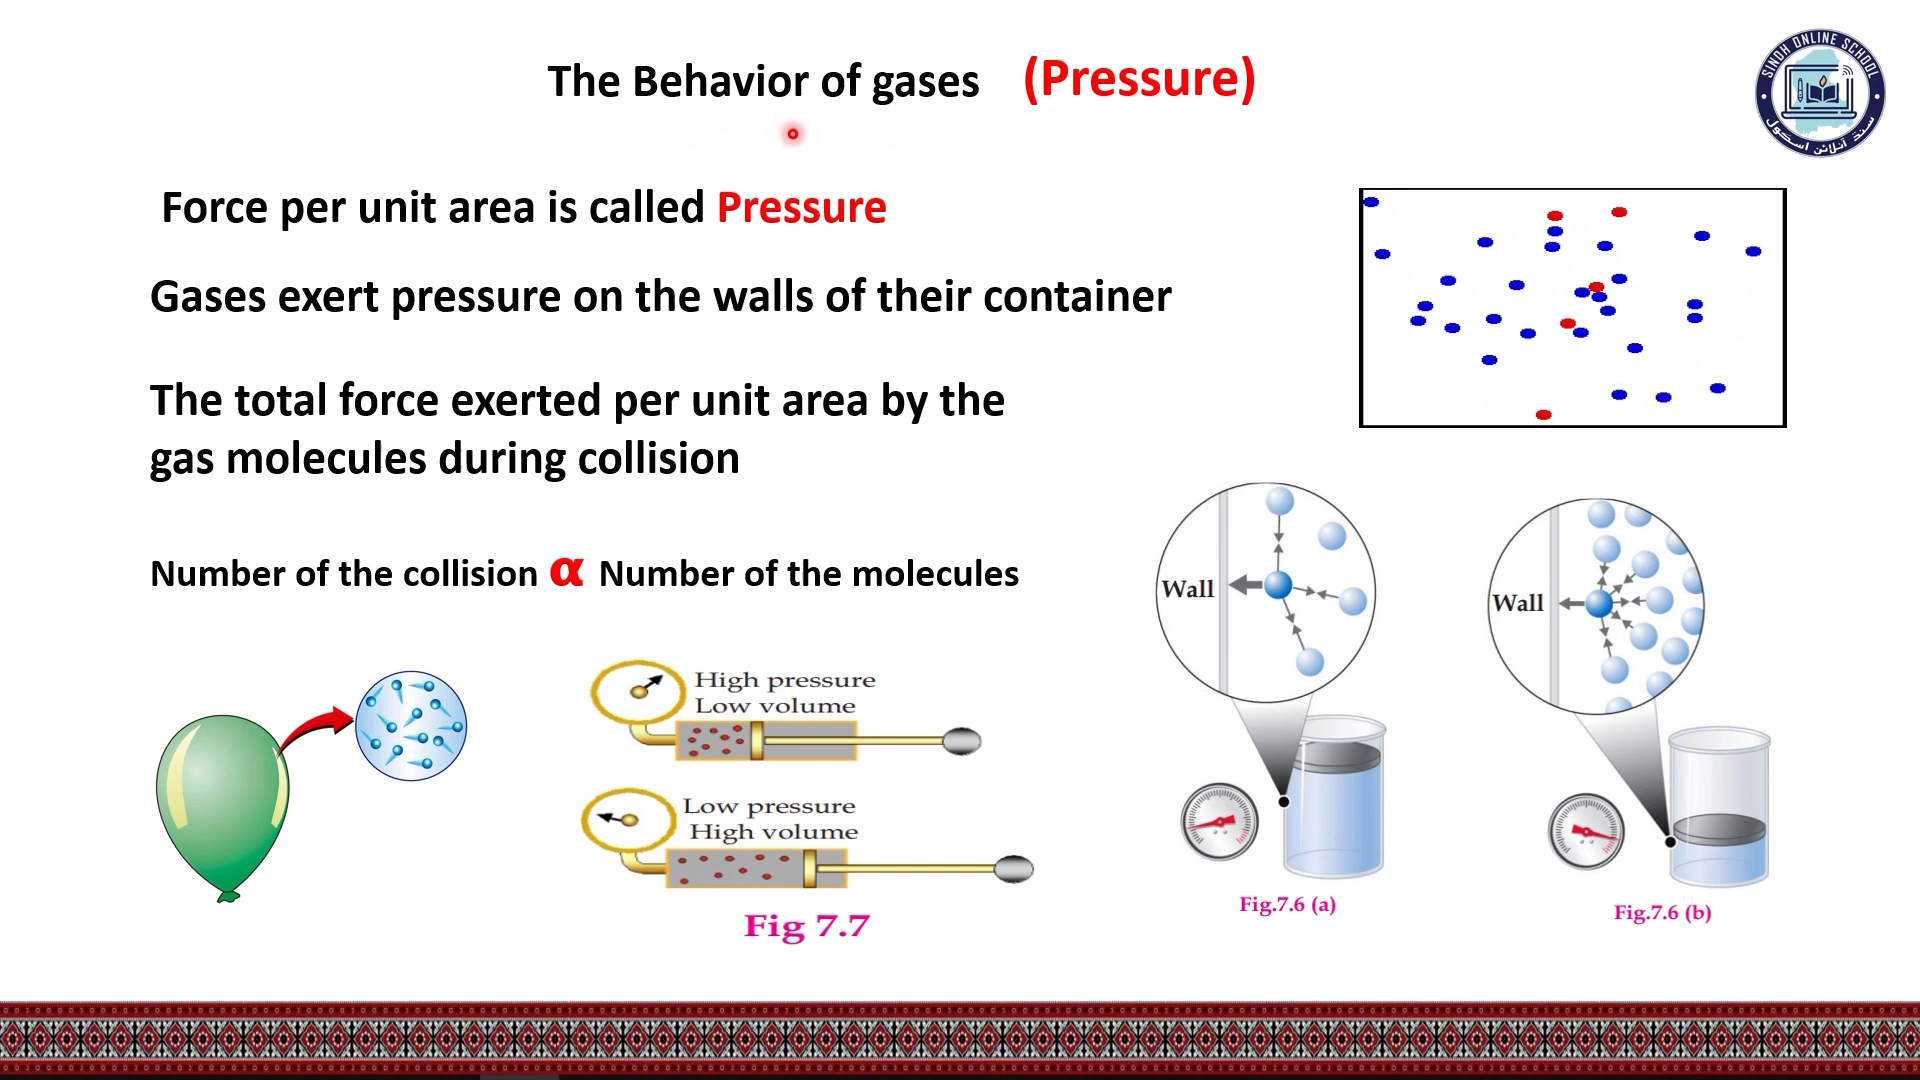 The Behavior of gases (Pressure)
SINDH ONLINE SCHOOL
سنڌ آنلائن اسڪول
Force per unit area is called Pressure
Gases exert pressure on the walls of their container
The total force exerted per unit area by the
gas molecules during collision
Number of the collision α Number of the molecules
High pressure
Low volume
Low pressure
High volume
Fig 7.7
Wall
Fig.7.6 (a)
Wall
Fig.7.6 (b)